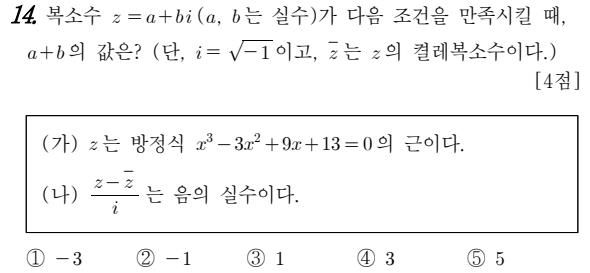 14. 복소수 z=a+bi(a, b는 실수)가 다음 조건을 만족시킬 때,
a+b의 값은? (단, i=√-1이고, z̄는 z의 켤레복소수이다.)
[4점]
(가) z는 방정식 x³-3x²+9x+13=0의 근이다.
(나) (z-z̄)/i 는 음의 실수이다.
① -3 ② -1 ③ 1 ④ 3 ⑤ 5